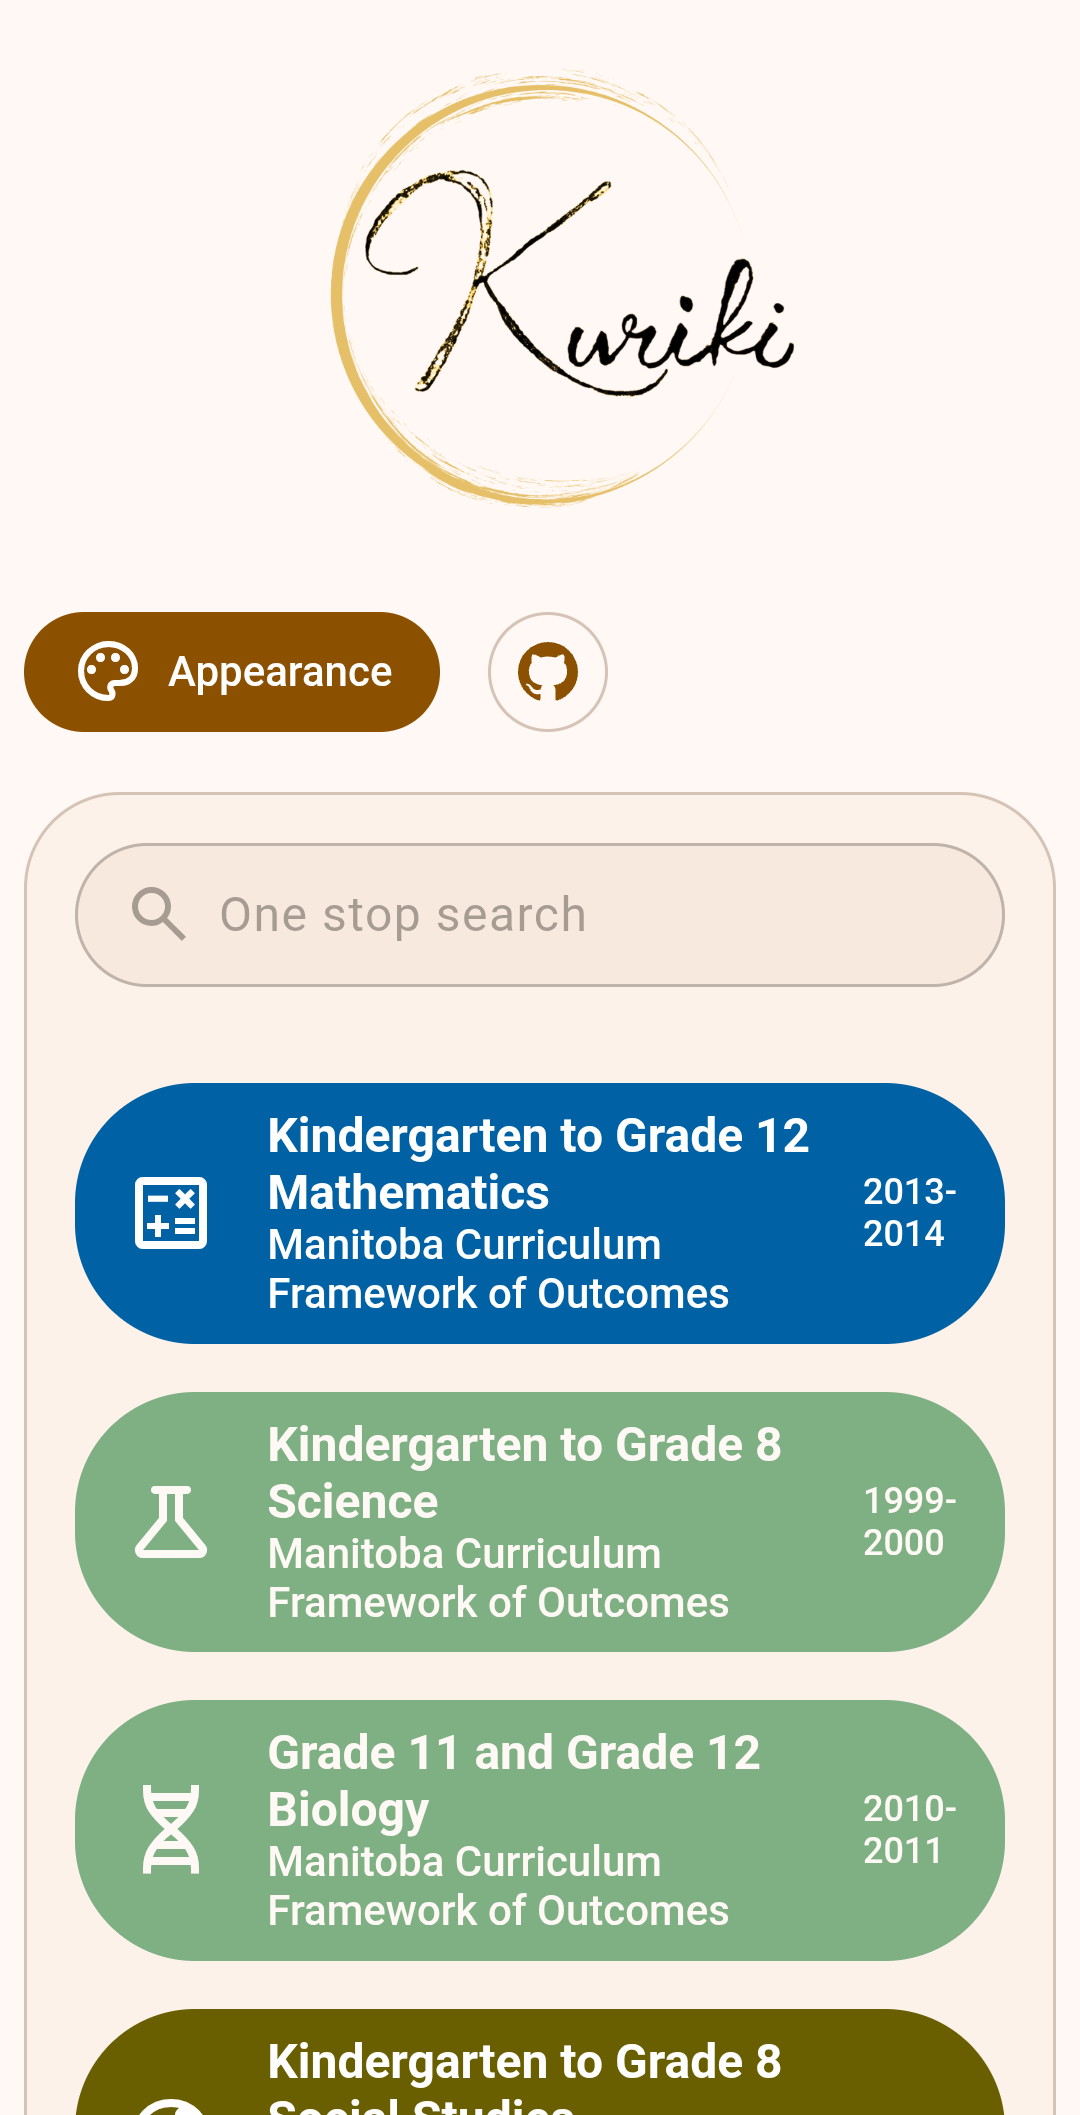 Kuriki
Appearance
One stop search
Kindergarten to Grade 12
Mathematics
Manitoba Curriculum
Framework of Outcomes
2013-
2014
Kindergarten to Grade 8
Science
Manitoba Curriculum
Framework of Outcomes
1999-
2000
Grade 11 and Grade 12
Biology
Manitoba Curriculum
Framework of Outcomes
2010-
2011
Kindergarten to Grade 8
Social Studies